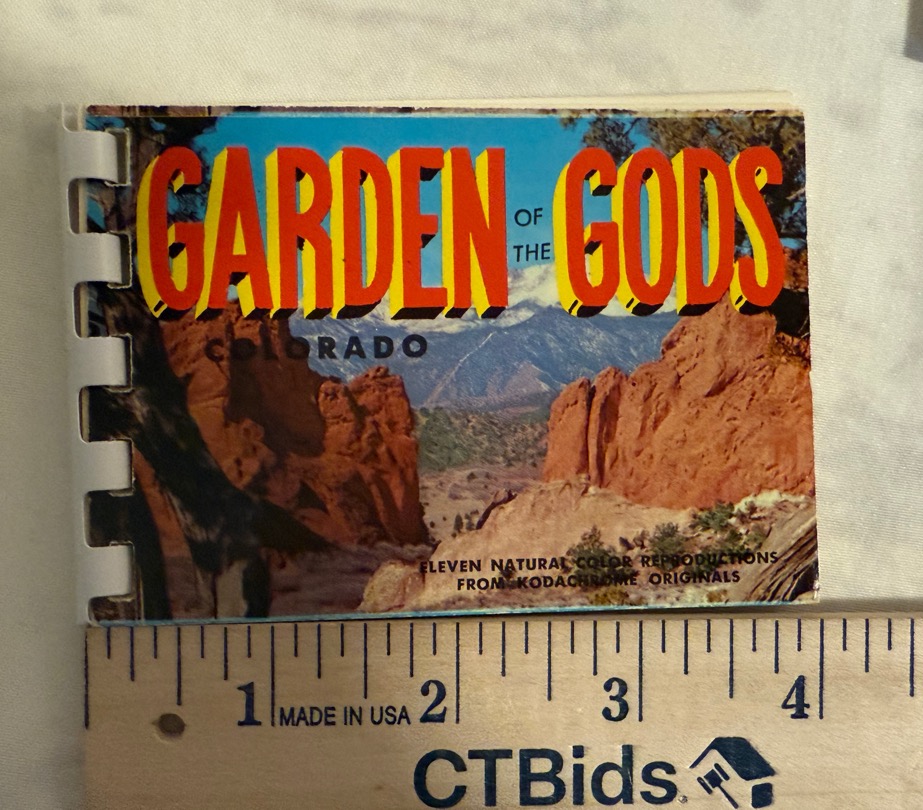 GARDEN OF THE GODS
COLORADO
ELEVEN NATURAL COLOR REPRODUCTIONS
FROM KODACHROME ORIGINALS
1 MADE IN USA 2 3 4
CTBids.